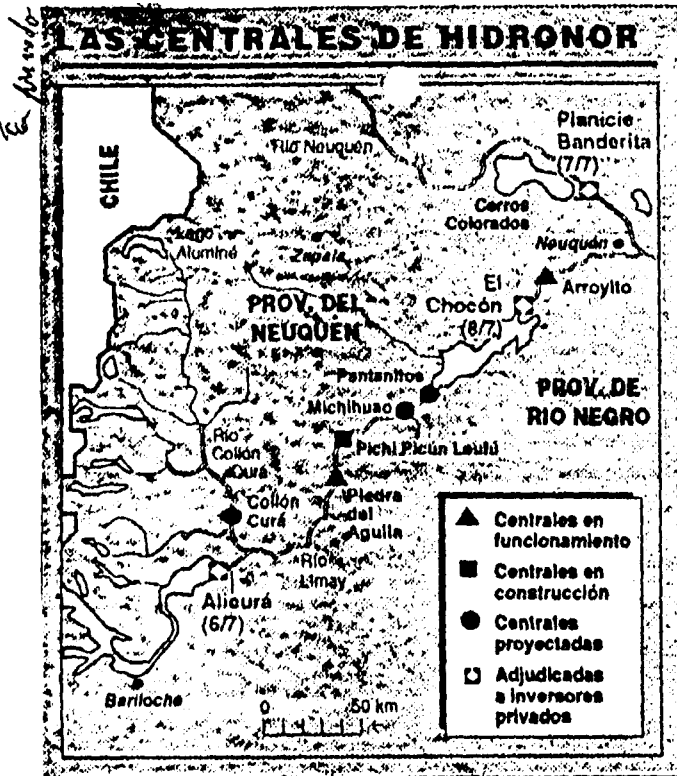 LAS CENTRALES DE HIDRONOR
CHILE
Río Neuquén
Planicie
Banderita
(7/7)
Cerros
Colorados
Neuquén
Lago
Aluminé
Zapala
El
Chocón
(8/7)
Arroyito
PROV. DEL
NEUQUÉN
Pantanitos
Michihuao
PROV. DE
RIO NEGRO
Río
Collón
Curá
Pichi Picún Leufú
Collón
Curá
Piedra
del
Aguila
Río
Limay
Alicurá
(6/7)
Bariloche
0 50 km
Centrales en
funcionamiento
Centrales en
construcción
Centrales
proyectadas
Adjudicadas
a inversores
privados